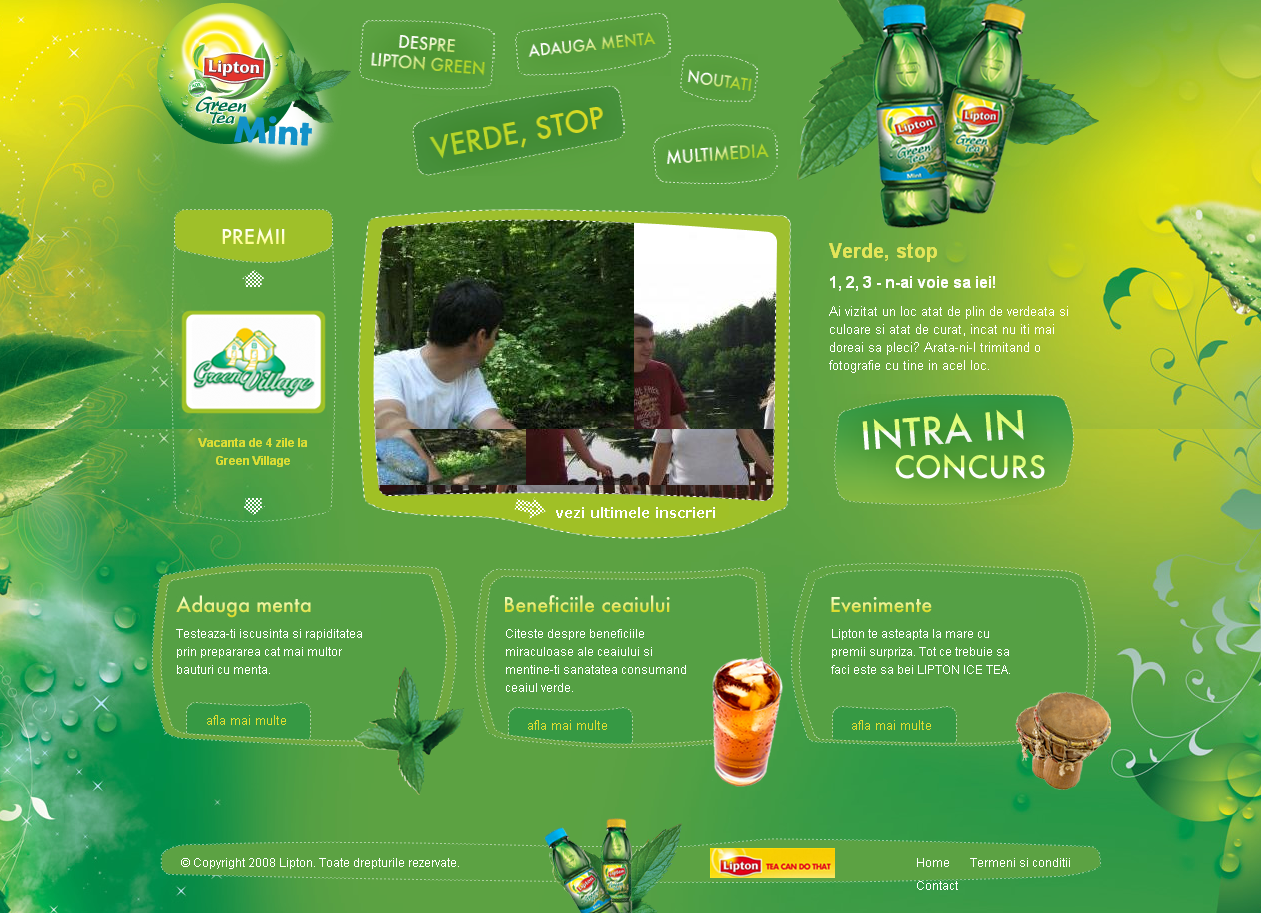 Lipton
Green
Tea
Mint
DESPRE
LIPTON GREEN
ADAUGA MENTA
NOUTATI
VERDE, STOP
MULTIMEDIA
Lipton
Green
Tea
Mint
Lipton
Green
Tea
PREMII
Green Village
Vacanta de 4 zile la
Green Village
vezi ultimele inscrieri
Verde, stop
1, 2, 3 - n-ai voie sa iei!
Ai vizitat un loc atat de plin de verdeata si
culoare si atat de curat, incat nu iti mai
doreai sa pleci? Arata-ni-l trimitand o
fotografie cu tine in acel loc.
INTRA IN
CONCURS
Adauga menta
Testeaza-ti iscusinta si rapiditatea
prin prepararea cat mai multor
bauturi cu menta.
afla mai multe
Beneficiile ceaiului
Citeste despre beneficiile
miraculoase ale ceaiului si
mentine-ti sanatatea consumand
ceaiul verde.
afla mai multe
Evenimente
Lipton te asteapta la mare cu
premii surpriza. Tot ce trebuie sa
faci este sa bei LIPTON ICE TEA.
afla mai multe
© Copyright 2008 Lipton. Toate drepturile rezervate.
Lipton TEA CAN DO THAT
Home Termeni si conditii
Contact